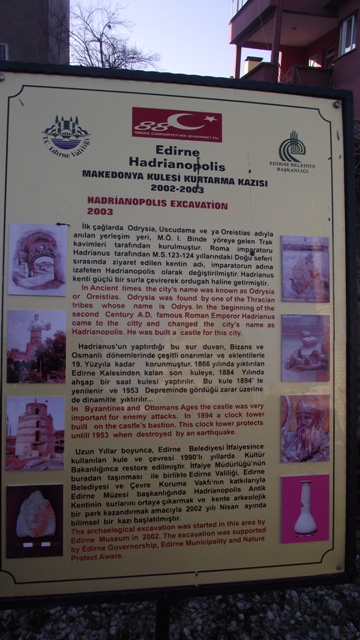 88
T.C.
Edirne Valiliği
EDİRNE BELEDİYE
BAŞKANLIĞI
Edirne
Hadrianopolis
MAKEDONYA KULESİ KURTARMA KAZISI
2002-2003
HADRİANOPLIS EXCAVATION
2003
İlk çağlarda Odrysia, Uscudama ve ya Oreistias adıyla
anılan yerleşim yeri, M.Ö. I. Binde yöreye gelen Trak
kavimleri tarafından kurulmuştur. Roma imparatoru
Hadrianus tarafından M.S.123-124 yıllarındaki Doğu seferi
sırasında ziyaret edilen kentin adı, imparatorun adına
izafeten Hadrianopolis olarak değiştirilmiştir. Hadrianus
kenti güçlü bir surla çevirerek ordugah haline getirmiştir.
In Ancient times the city's name was known as Odrysia
or Oreistias. Odrysia was found by one of the Thracian
tribes whose name is Odrys. In the beginning of the
second Century A.D. famous Roman Emperor Hadrianus
came to the citty and changed the city's name as
Hadrianopolis. He was built a castle for this city.
Hadrianus'un yaptırdığı bu sur duvarı, Bizans ve
Osmanlı dönemlerinde çeşitli onarımlar ve eklentilerle
19. Yüzyıla kadar korunmuştur. 1866 yılında yıktırılan
Edirne Kalesinden kalan son kuleye, 1884 Yılında
ahşap bir saat kulesi yaptırılır. Bu kule 1894' te
yenilenir ve 1953 Depreminde gördüğü zarar üzerine
de dinamitle yıktırılır...
In Byzantine and Ottomans Ages the castle was very
important for enemy attacks. In 1894 a clock tower
built on the castle's bastion. This clock tower protects
untill 1953 when destroyed by an earthquake.
Uzun Yıllar boyunca, Edirne Belediyesi İtfaiyesince
kullanılan kule ve çevresi 1990'lı yıllarda Kültür
Bakanlığınca restore edilmiştir. İtfaiye Müdürlüğü'nün
buradan taşınması ile birlikte Edirne Valiliği, Edirne
Belediyesi ve Çevre Koruma Vakfı'nın katkılarıyla
Edirne Müzesi başkanlığında Hadrianopolis Antik
Kentinin surlarını ortaya çıkarmak ve kente arkeolojik
bir park kazandırmak amacıyla 2002 yılı Nisan ayında
bilimsel bir kazı başlatılmıştır.
The archaelogical excavation was started in this area by
Edirne Museum in 2002. The excavation was supported
by Edirne Governorship, Edirne Municipality and Nature
Protect Aware.